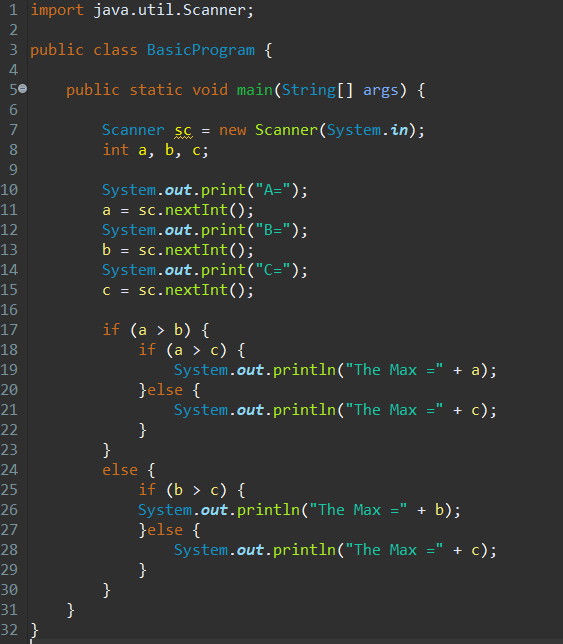 1 import java.util.Scanner;
2
3 public class BasicProgram {
4
5 public static void main(String[] args) {
6
7 Scanner sc = new Scanner(System.in);
8 int a, b, c;
9
10 System.out.print("A=");
11 a = sc.nextInt();
12 System.out.print("B=");
13 b = sc.nextInt();
14 System.out.print("C=");
15 c = sc.nextInt();
16
17 if (a > b) {
18 if (a > c) {
19 System.out.println("The Max =" + a);
20 }else {
21 System.out.println("The Max =" + c);
22 }
23 }
24 else {
25 if (b > c) {
26 System.out.println("The Max =" + b);
27 }else {
28 System.out.println("The Max =" + c);
29 }
30 }
31 }
32 }